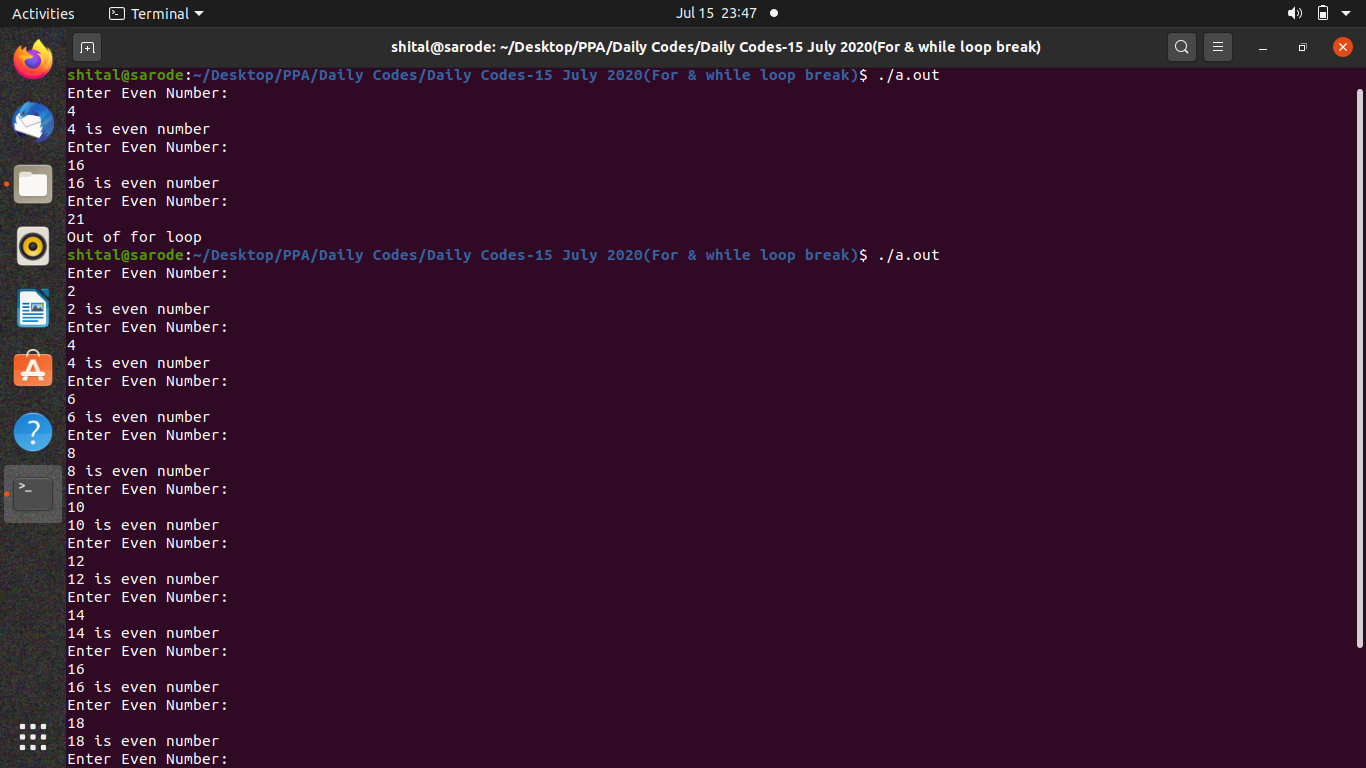 Activities Terminal Jul 15 23:47
shital@sarode: ~/Desktop/PPA/Daily Codes/Daily Codes-15 July 2020(For & while loop break)
shital@sarode:~/Desktop/PPA/Daily Codes/Daily Codes-15 July 2020(For & while loop break)$ ./a.out
Enter Even Number:
4
4 is even number
Enter Even Number:
16
16 is even number
Enter Even Number:
21
Out of for loop
shital@sarode:~/Desktop/PPA/Daily Codes/Daily Codes-15 July 2020(For & while loop break)$ ./a.out
Enter Even Number:
2
2 is even number
Enter Even Number:
4
4 is even number
Enter Even Number:
6
6 is even number
Enter Even Number:
8
8 is even number
Enter Even Number:
10
10 is even number
Enter Even Number:
12
12 is even number
Enter Even Number:
14
14 is even number
Enter Even Number:
16
16 is even number
Enter Even Number:
18
18 is even number
Enter Even Number: